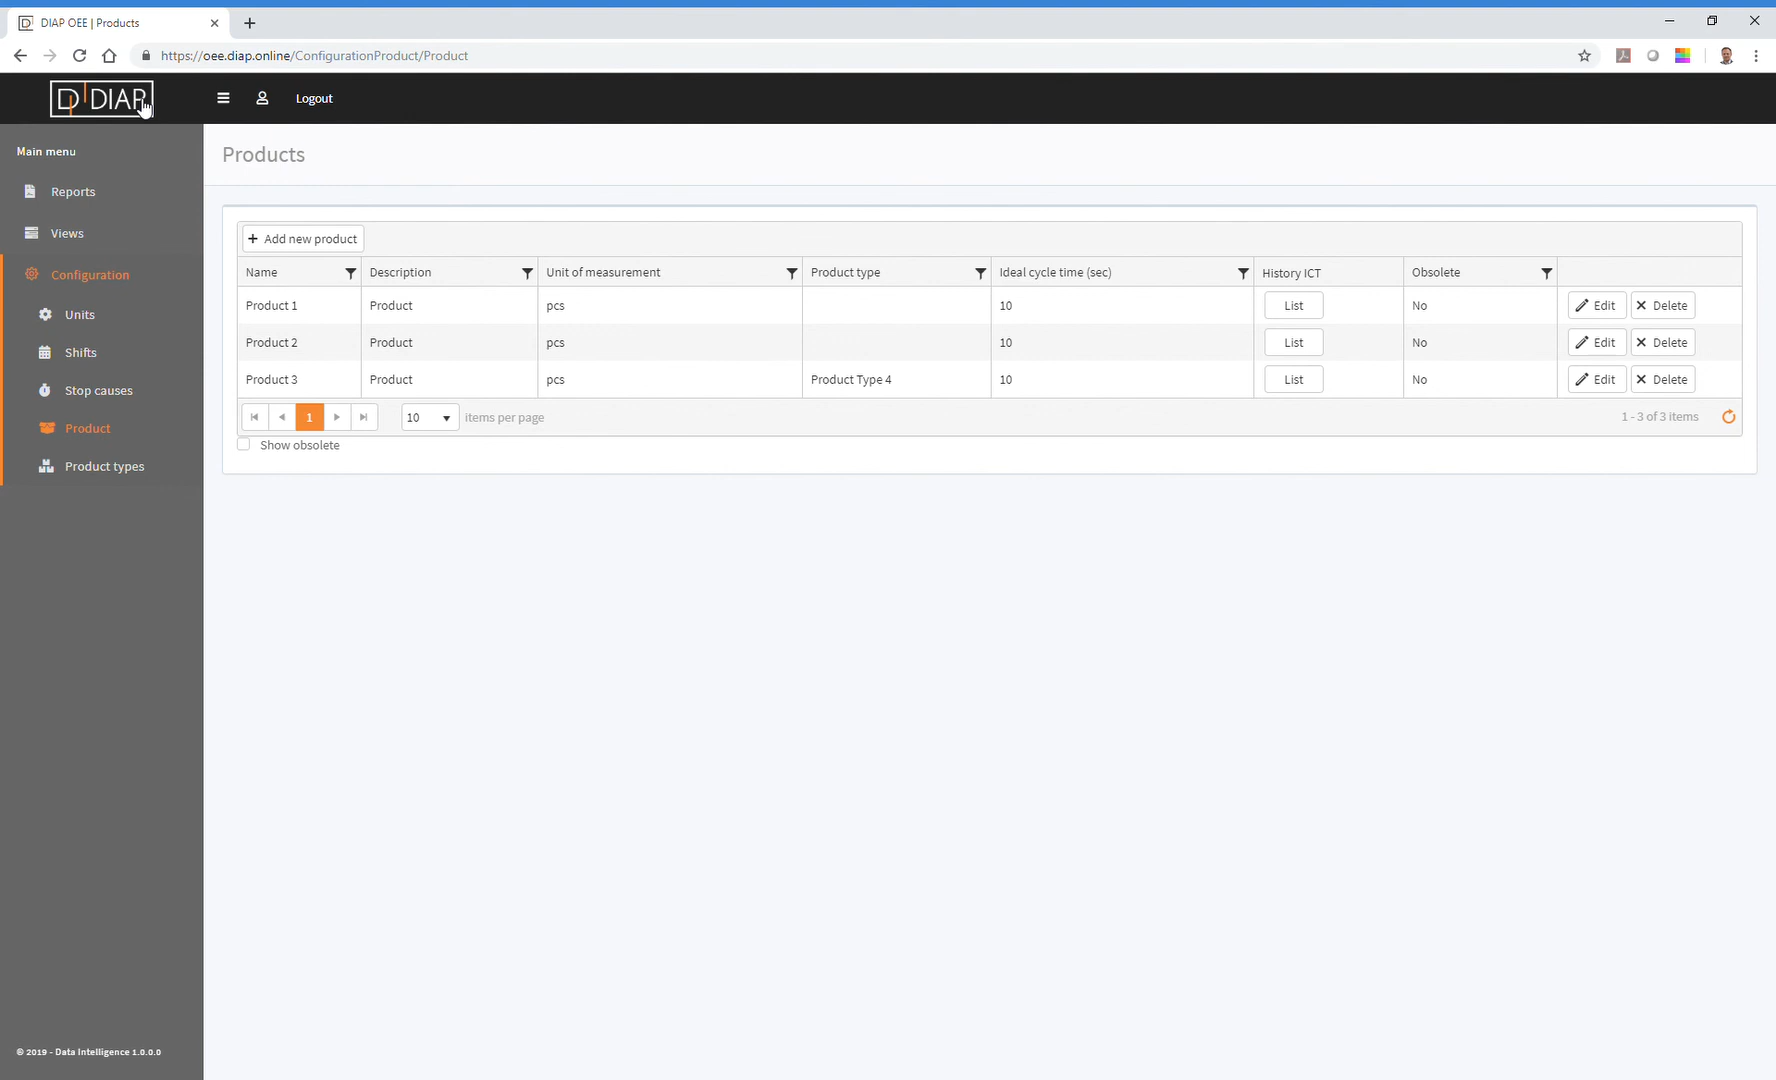 DIAP OEE | Products
https://oee.diap.online/ConfigurationProduct/Product
DIAP
Logout
Main menu
Reports
Views
Configuration
Units
Shifts
Stop causes
Product
Product types
© 2019 - Data Intelligence 1.0.0.0
Products
Add new product
Name Description Unit of measurement Product type Ideal cycle time (sec) History ICT Obsolete
Product 1 Product pcs 10 List No Edit Delete
Product 2 Product pcs 10 List No Edit Delete
Product 3 Product pcs Product Type 4 10 List No Edit Delete
1 10 items per page 1 - 3 of 3 items
Show obsolete